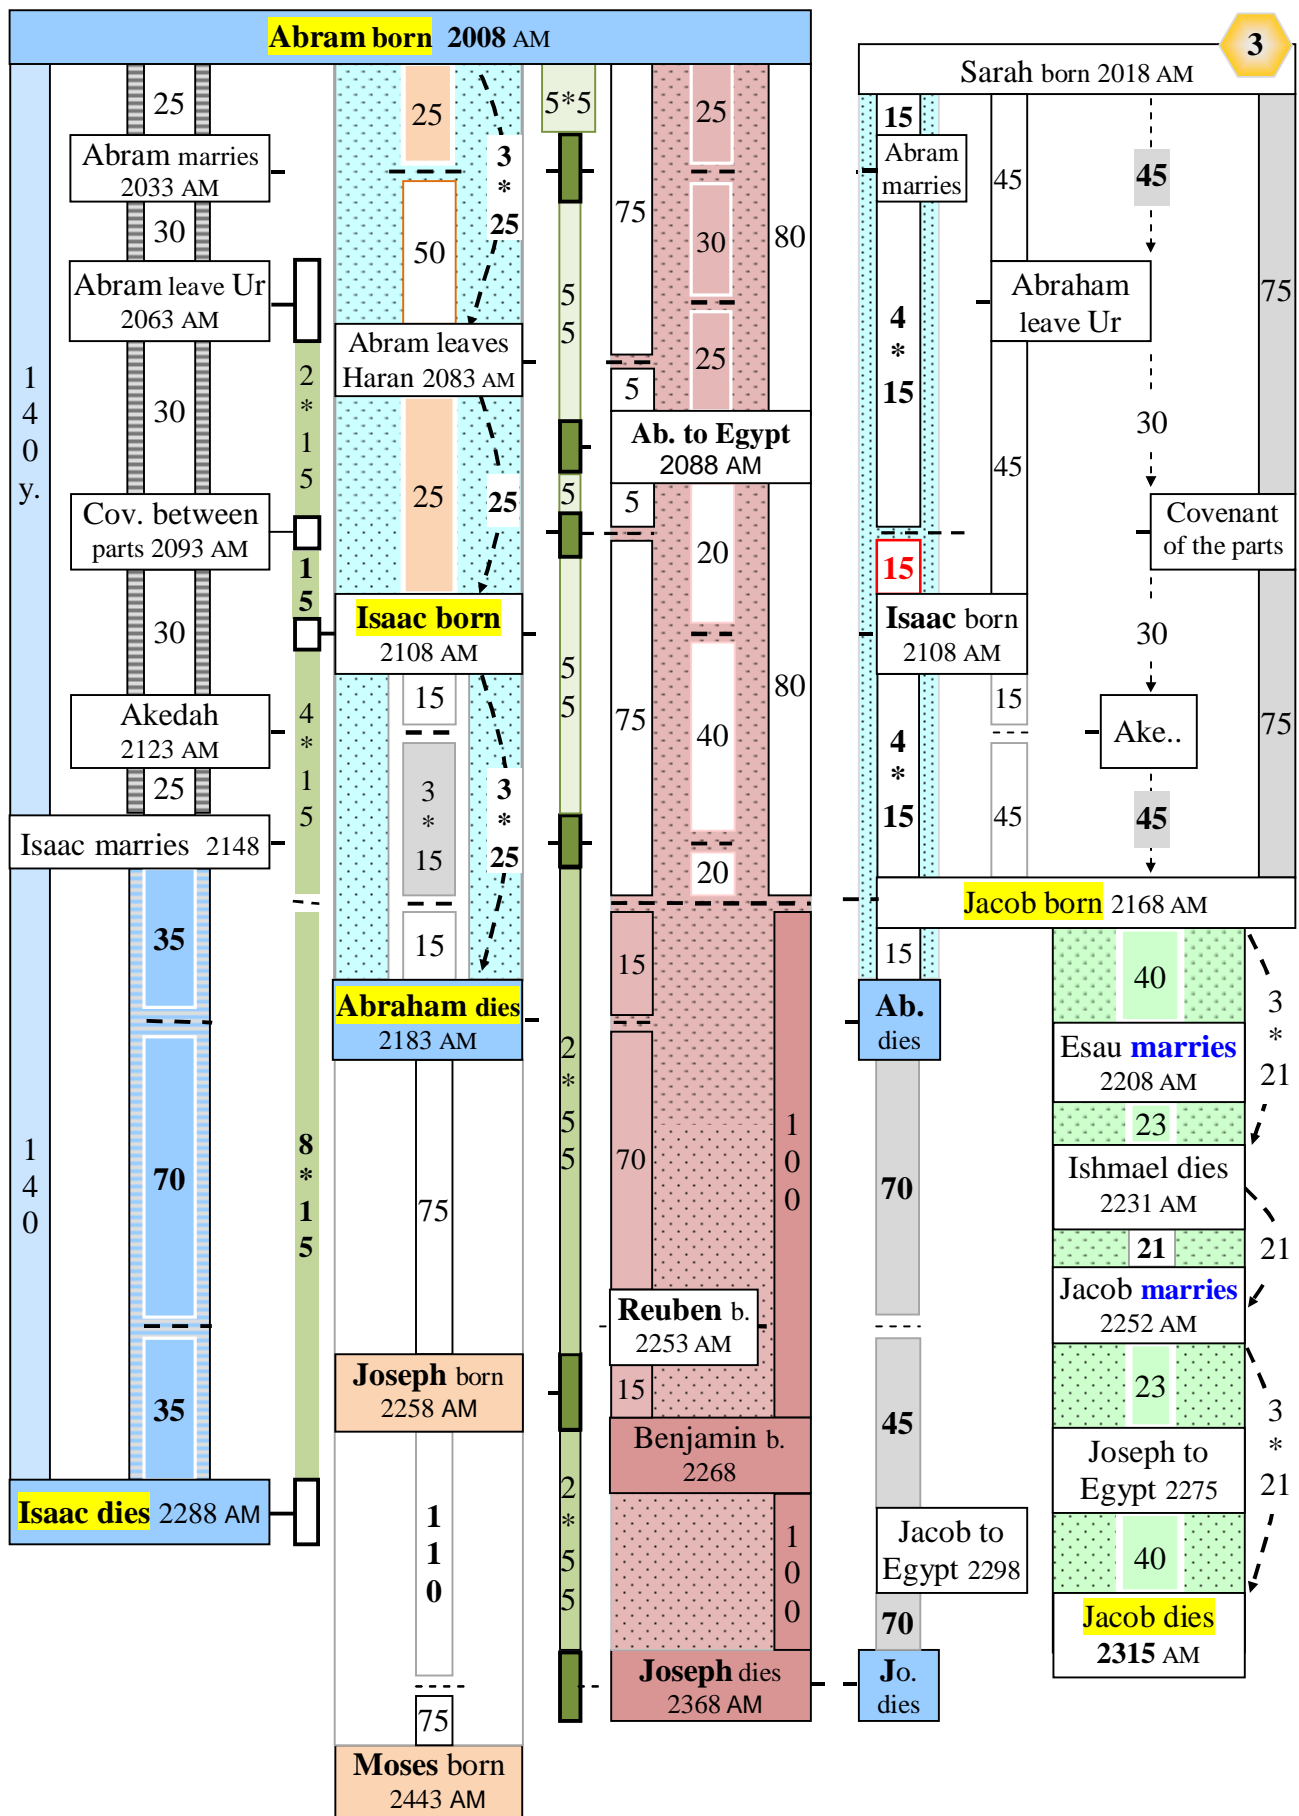 Abram born 2008 AM
3
Sarah born 2018 AM
25
25
5*5
25
15
Abram marries
2033 AM
3
*
25
Abram
marries
45
45
75
80
30
50
30
75
Abram leave Ur
2063 AM
5
5
4
*
15
Abraham
leave Ur
Abram leaves
Haran 2083 AM
25
1
4
0
y.
2
*
1
5
30
5
30
Ab. to Egypt
2088 AM
25
25
5
5
20
45
Cov. between
parts 2093 AM
Covenant
of the parts
1
5
15
30
Isaac born
2108 AM
Isaac born
2108 AM
30
5
5
80
15
75
15
Akedah
2123 AM
4
*
1
5
40
4
*
15
Ake..
75
25
3
*
15
3
*
25
45
45
Isaac marries 2148
20
Jacob born 2168 AM
35
15
15
15
40
3
*
21
Abraham dies
2183 AM
Ab.
dies
Esau marries
2208 AM
2
*
5
5
23
1
4
0
70
8
*
1
5
75
70
1
0
0
70
Ishmael dies
2231 AM
21
21
Reuben b.
2253 AM
Jacob marries
2252 AM
Joseph born
2258 AM
15
35
45
23
3
*
21
Benjamin b.
2268
Joseph to
Egypt 2275
Isaac dies 2288 AM
1
1
0
2
*
5
5
1
0
0
Jacob to
Egypt 2298
40
70
Jacob dies
2315 AM
Joseph dies
2368 AM
Jo.
dies
75
Moses born
2443 AM